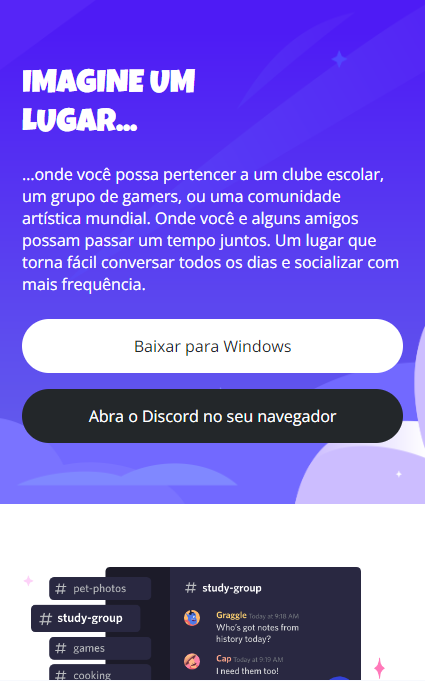 IMAGINE UM
LUGAR...
...onde você possa pertencer a um clube escolar,
um grupo de gamers, ou uma comunidade
artística mundial. Onde você e alguns amigos
possam passar um tempo juntos. Um lugar que
torna fácil conversar todos os dias e socializar com
mais frequência.
Baixar para Windows
Abra o Discord no seu navegador
# pet-photos
# study-group
# games
# cooking
# study-group
Graggle Today at 9:18 AM
Who's got notes from
history today?
Cap Today at 9:19 AM
I need them too!